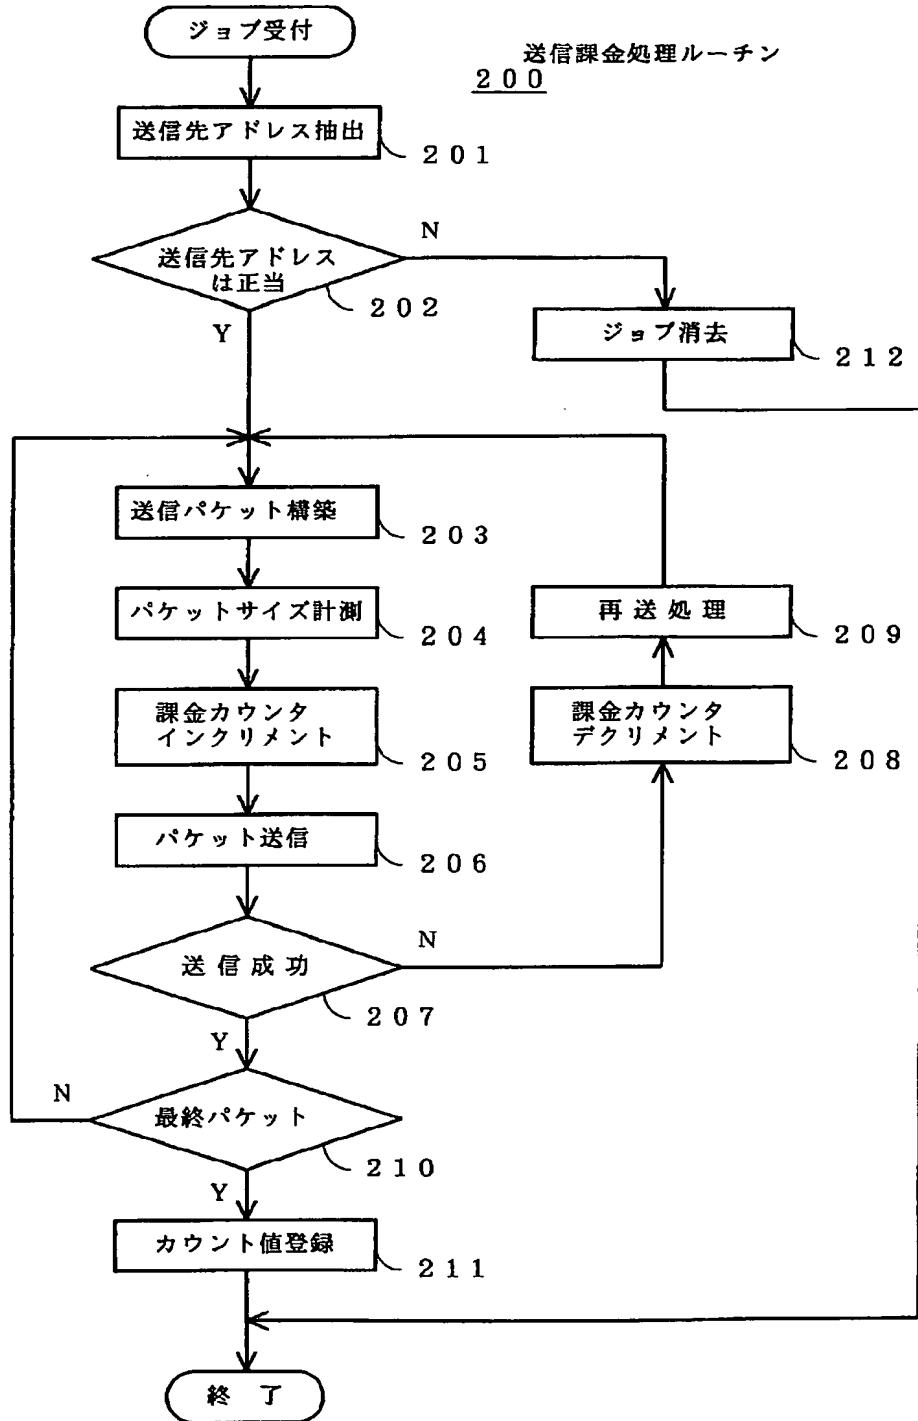 ジョブ受付
送信課金処理ルーチン
２００
送信先アドレス抽出
２０１
送信先アドレス
は正当
２０２
N
Y
ジョブ消去
２１２
送信パケット構築
２０３
パケットサイズ計測
２０４
再送処理
２０９
課金カウンタ
インクリメント
２０５
課金カウンタ
デクリメント
２０８
パケット送信
２０６
送信成功
２０７
N
Y
最終パケット
２１０
N
Y
カウント値登録
２１１
終了